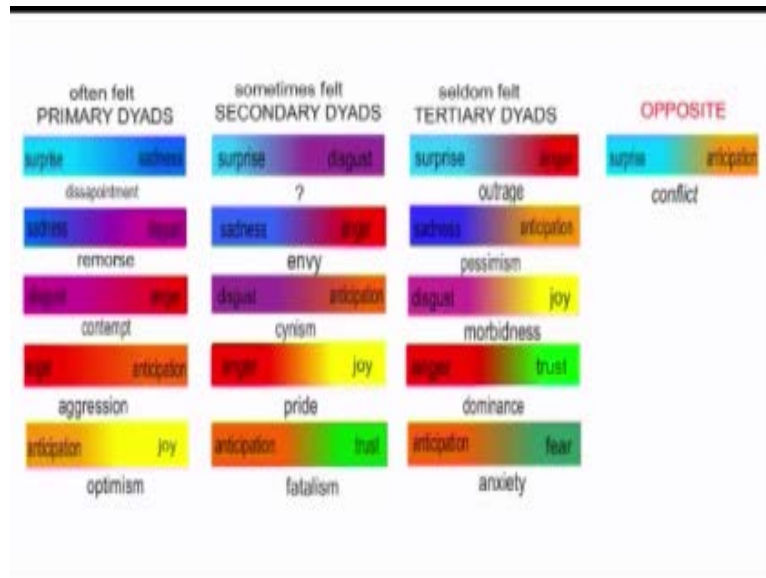 often felt
PRIMARY DYADS
surprise sadness
dissapointment
sadness disgust
remorse
disgust anger
contempt
anger anticipation
aggression
anticipation joy
optimism
sometimes felt
SECONDARY DYADS
surprise disgust
?
sadness anger
envy
disgust anticipation
cynism
anger joy
pride
anticipation trust
fatalism
seldom felt
TERTIARY DYADS
surprise anger
outrage
sadness anticipation
pessimism
disgust joy
morbidness
anger trust
dominance
anticipation fear
anxiety
OPPOSITE
surprise anticipation
conflict